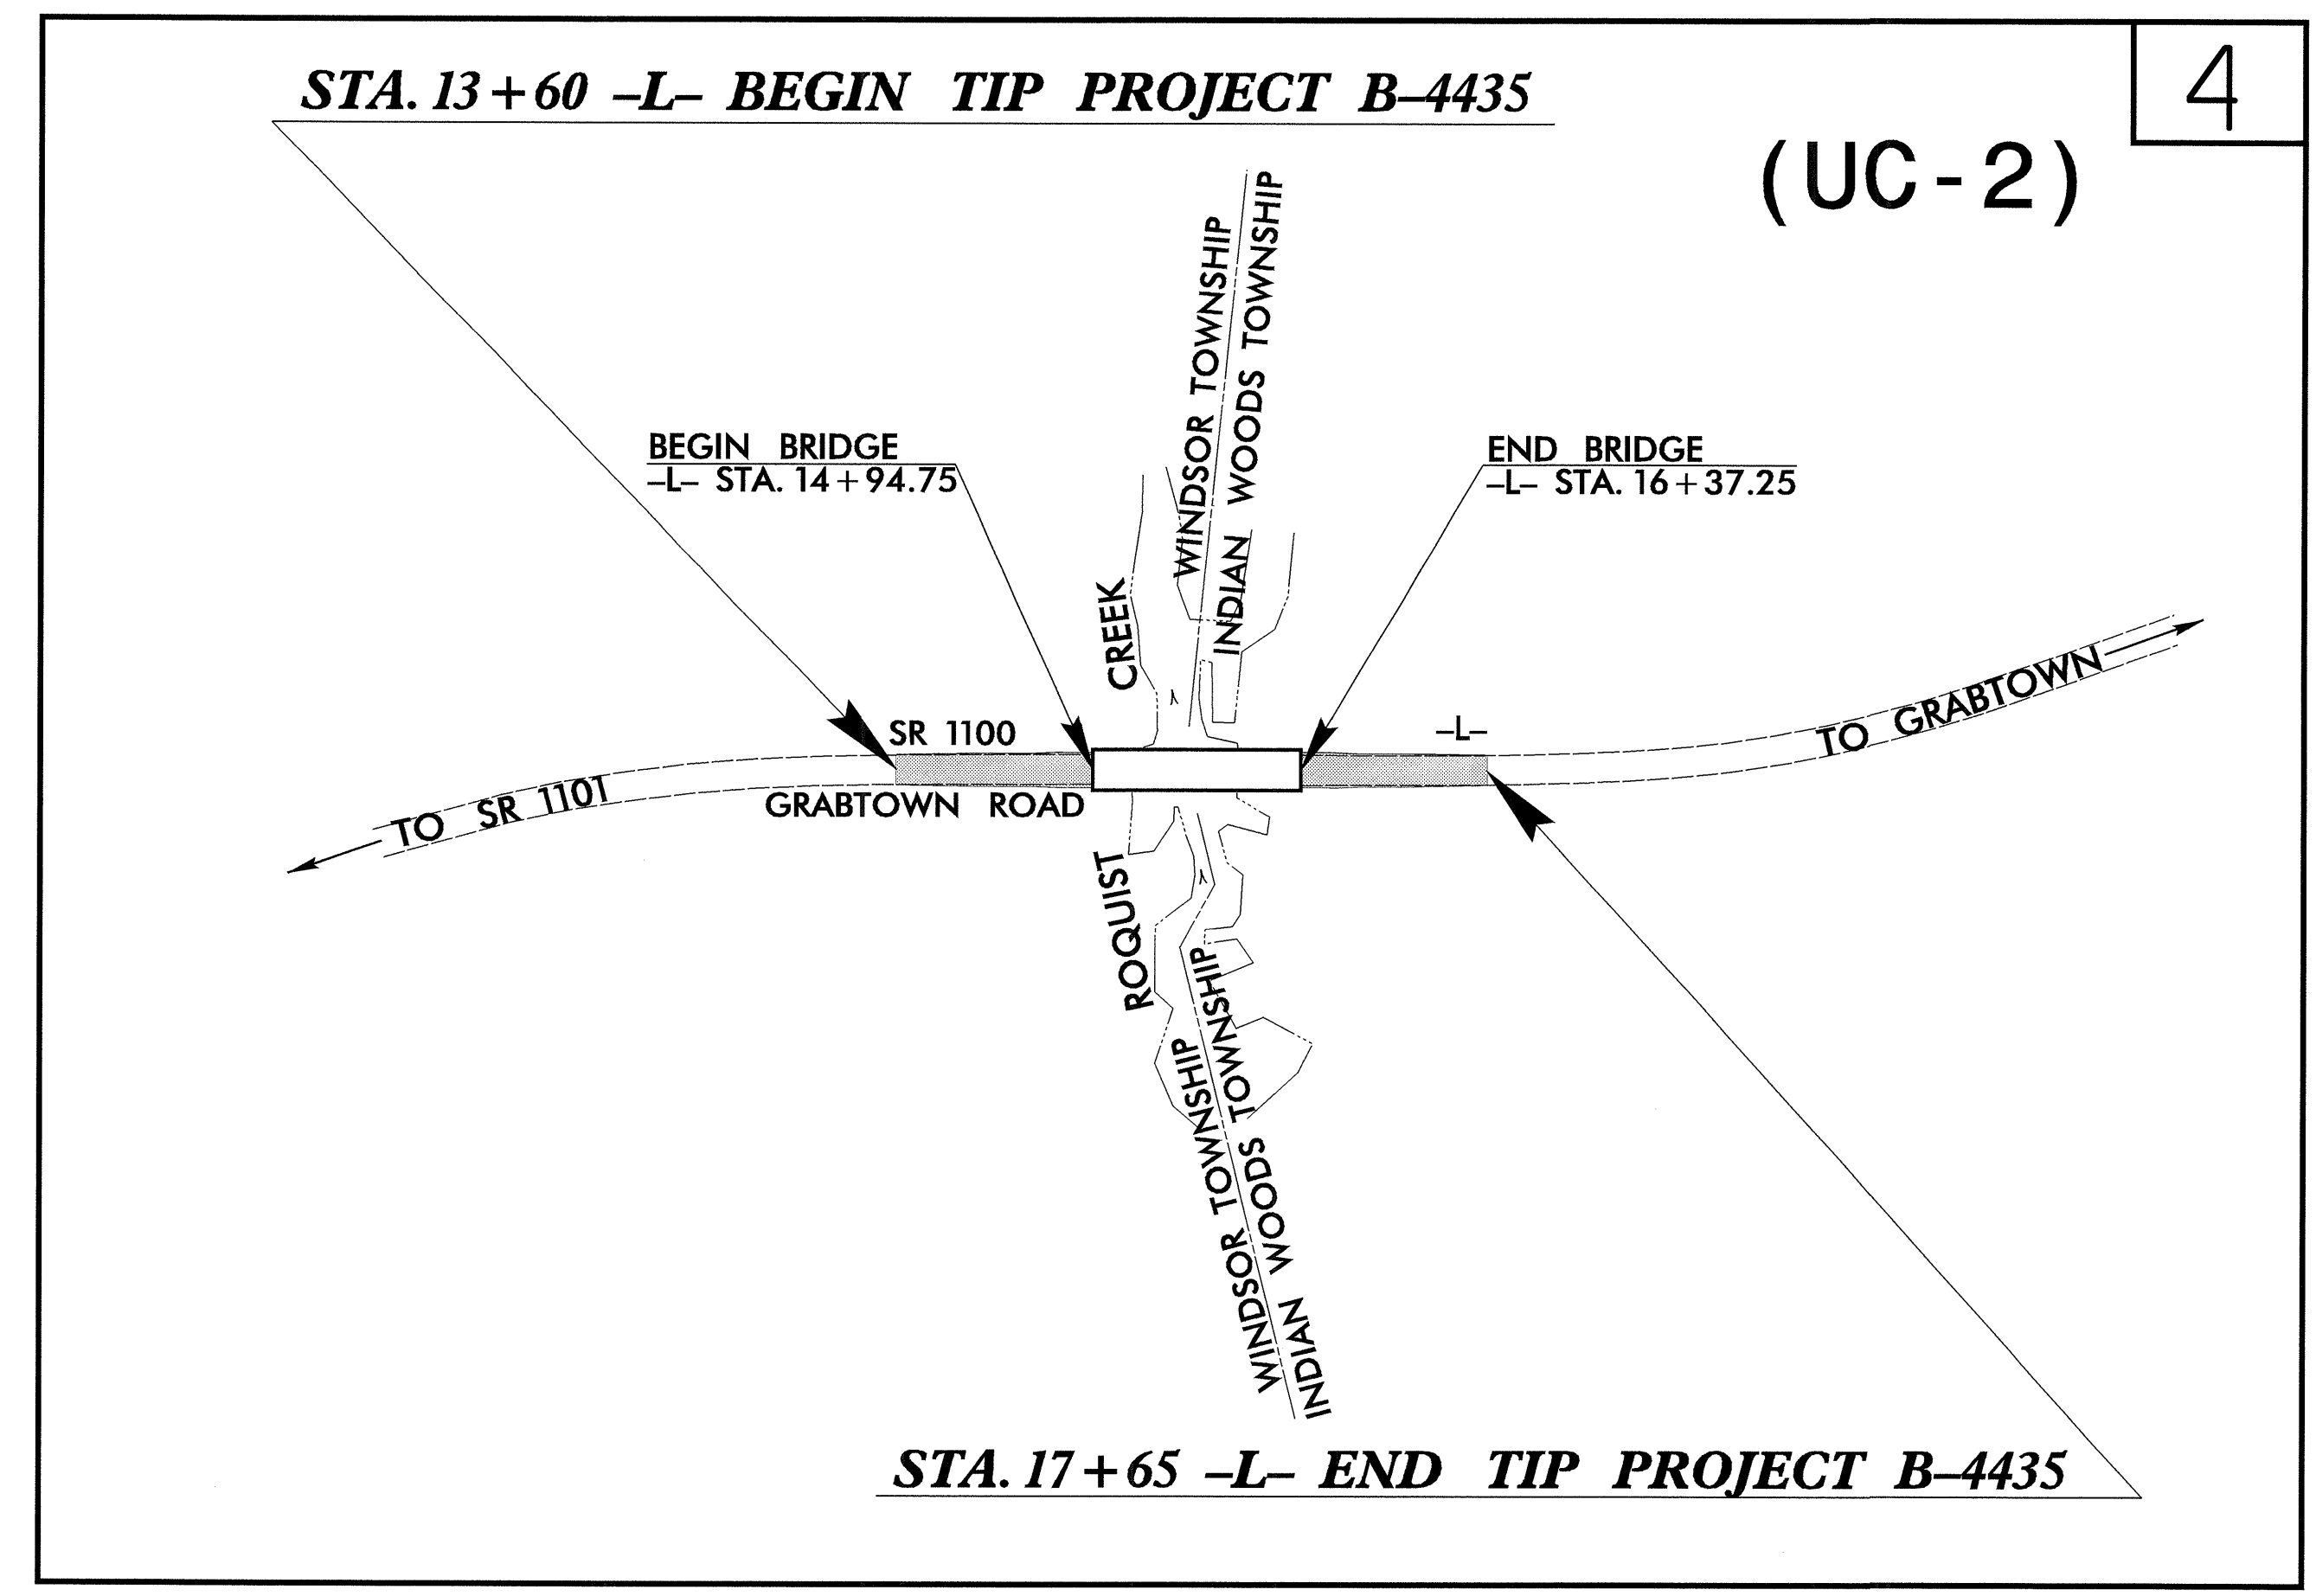 STA. 13+60 –L– BEGIN TIP PROJECT B–4435
4
(UC-2)
WINDSOR TOWNSHIP
INDIAN WOODS TOWNSHIP
BEGIN BRIDGE
–L– STA. 14+94.75
END BRIDGE
–L– STA. 16+37.25
CREEK
SR 1100
–L–
TO GRABTOWN
TO SR 1101
GRABTOWN ROAD
ROQUIST
WINDSOR TOWNSHIP
INDIAN WOODS TOWNSHIP
STA. 17+65 –L– END TIP PROJECT B–4435